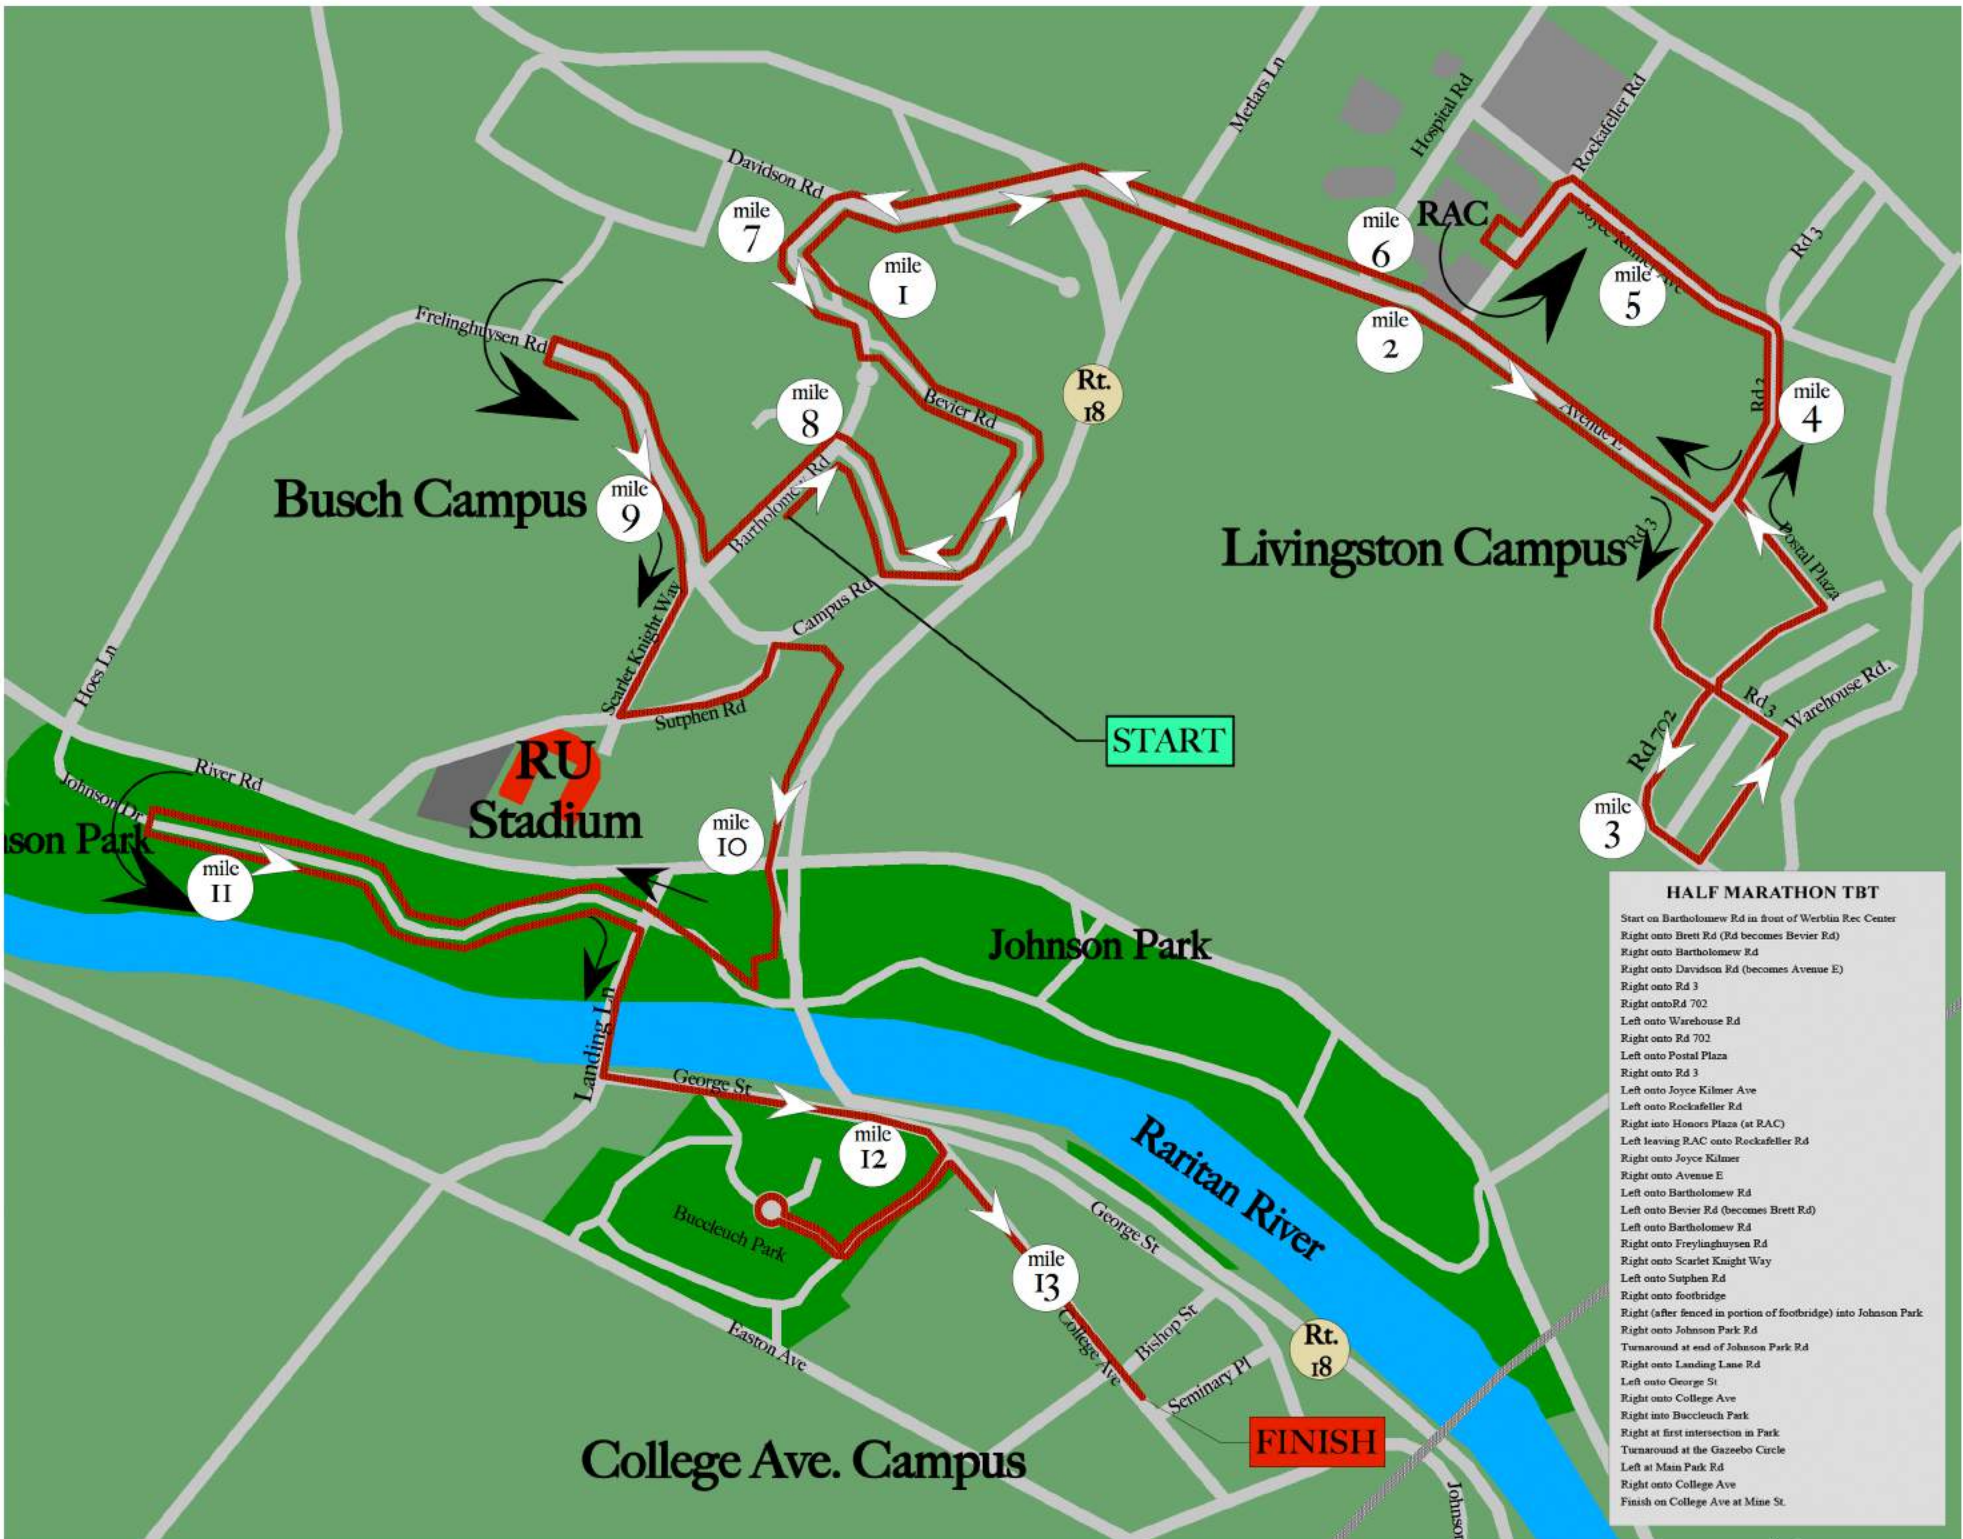 Metlars Ln
Hospital Rd
Rockafeller Rd
Davidson Rd
RAC
mile
7
mile
6
Joyce Kilmer Ave
Rd 3
mile
1
mile
5
mile
2
Frelinghuysen Rd
Rt.
18
Bevier Rd
mile
8
Avenue E
Rd 3
mile
4
Bartholomew Rd
Busch Campus
mile
9
Livingston Campus
Rd 3
Postal Plaza
Campus Rd
Scarlet Knight Way
Hoes Ln
Sutphen Rd
START
Rd 3
Warehouse Rd.
Rd 702
RU
Stadium
River Rd
Johnson Dr
son Park
mile
10
mile
3
mile
11
Johnson Park
Landing Ln
George St
mile
12
Raritan River
Buccleuch Park
George St
mile
13
College Ave
Bishop St
Seminary Pl
Rt.
18
Easton Ave
FINISH
College Ave. Campus
Johnso
HALF MARATHON TBT
Start on Bartholomew Rd in front of Werblin Rec Center
Right onto Brett Rd (Rd becomes Bevier Rd)
Right onto Bartholomew Rd
Right onto Davidson Rd (becomes Avenue E)
Right onto Rd 3
Right ontoRd 702
Left onto Warehouse Rd
Right onto Rd 702
Left onto Postal Plaza
Right onto Rd 3
Left onto Joyce Kilmer Ave
Left onto Rockafeller Rd
Right into Honors Plaza (at RAC)
Left leaving RAC onto Rockafeller Rd
Right onto Joyce Kilmer
Right onto Avenue E
Left onto Bartholomew Rd
Left onto Bevier Rd (becomes Brett Rd)
Left onto Bartholomew Rd
Right onto Freylinghuysen Rd
Right onto Scarlet Knight Way
Left onto Sutphen Rd
Right onto footbridge
Right (after fenced in portion of footbridge) into Johnson Park
Right onto Johnson Park Rd
Turnaround at end of Johnson Park Rd
Right onto Landing Lane Rd
Left onto George St
Right onto College Ave
Right into Buccleuch Park
Right at first intersection in Park
Turnaround at the Gazeebo Circle
Left at Main Park Rd
Right onto College Ave
Finish on College Ave at Mine St.